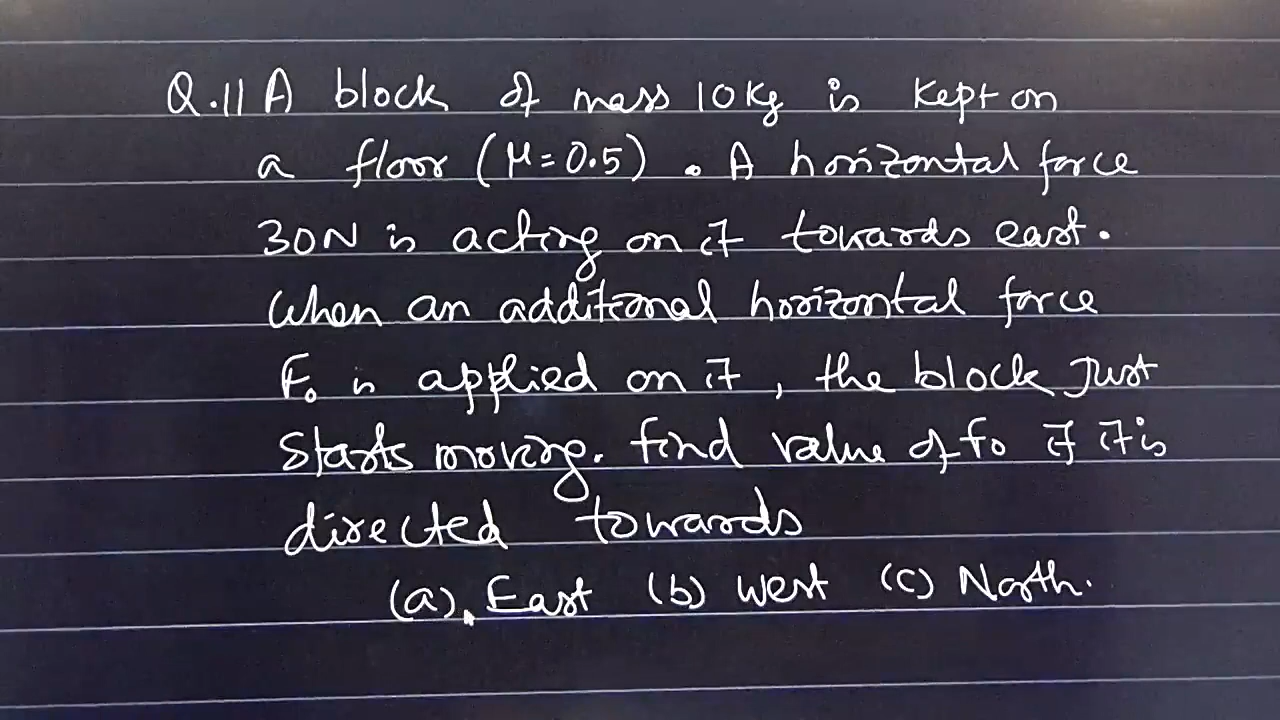 Q.11 A block of mass 10 Kg is kept on
a floor (μ=0.5). A horizontal force
30N is acting on it towards east.
When an additional horizontal force
F₀ is applied on it, the block Just
starts moving. find value of F₀ if it is
directed towards
(a). East (b) West (c) North.